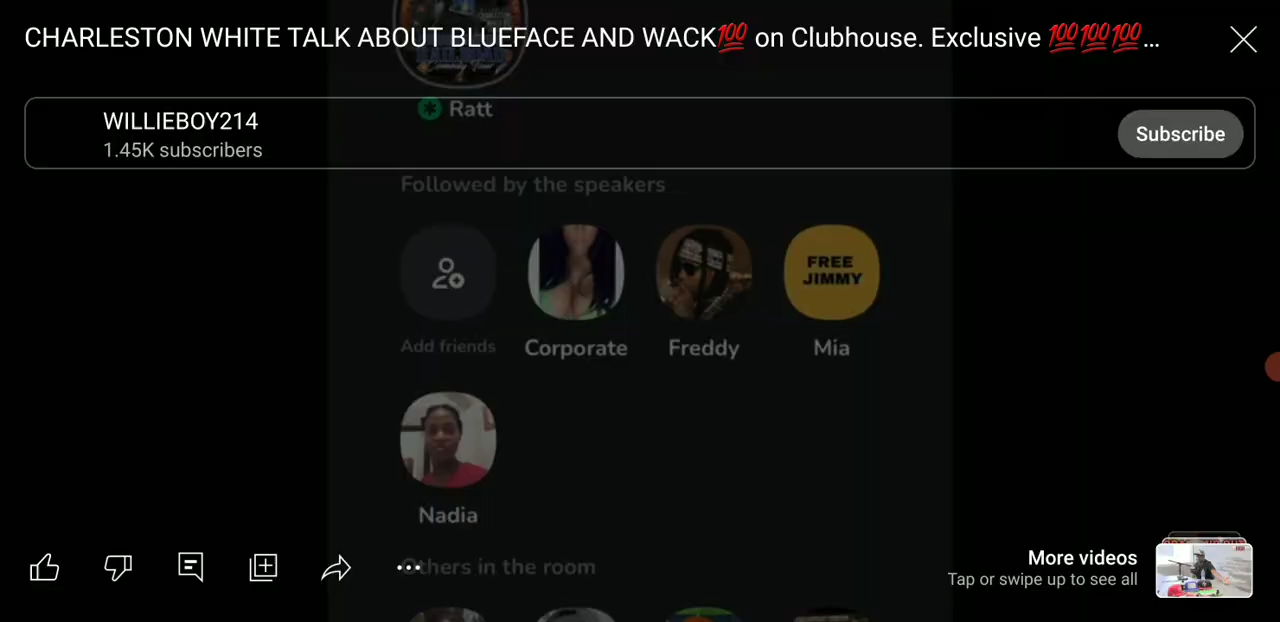 CHARLESTON WHITE TALK ABOUT BLUEFACE AND WACK💯 on Clubhouse. Exclusive 💯💯💯...
Ratt
WILLIEBOY214
1.45K subscribers
Subscribe
Followed by the speakers
FREE
JIMMY
Add friends
Corporate
Freddy
Mia
Nadia
Others in the room
More videos
Tap or swipe up to see all